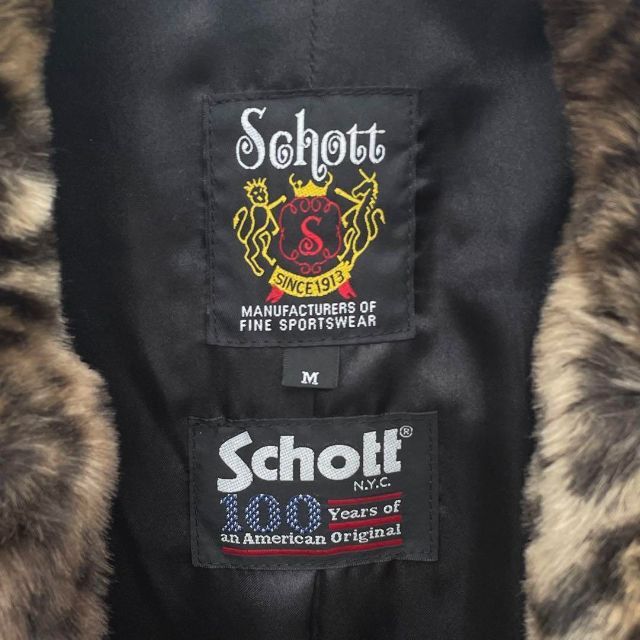 Schott
S
SINCE 1913
MANUFACTURERS OF
FINE SPORTSWEAR
M
Schott®
N.Y.C.
100 Years of
an American Original